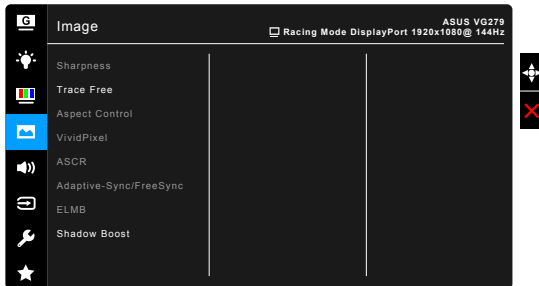 G
Image
ASUS VG279
Racing Mode DisplayPort 1920x1080@ 144Hz
Sharpness
Trace Free
Aspect Control
VividPixel
ASCR
Adaptive-Sync/FreeSync
ELMB
Shadow Boost